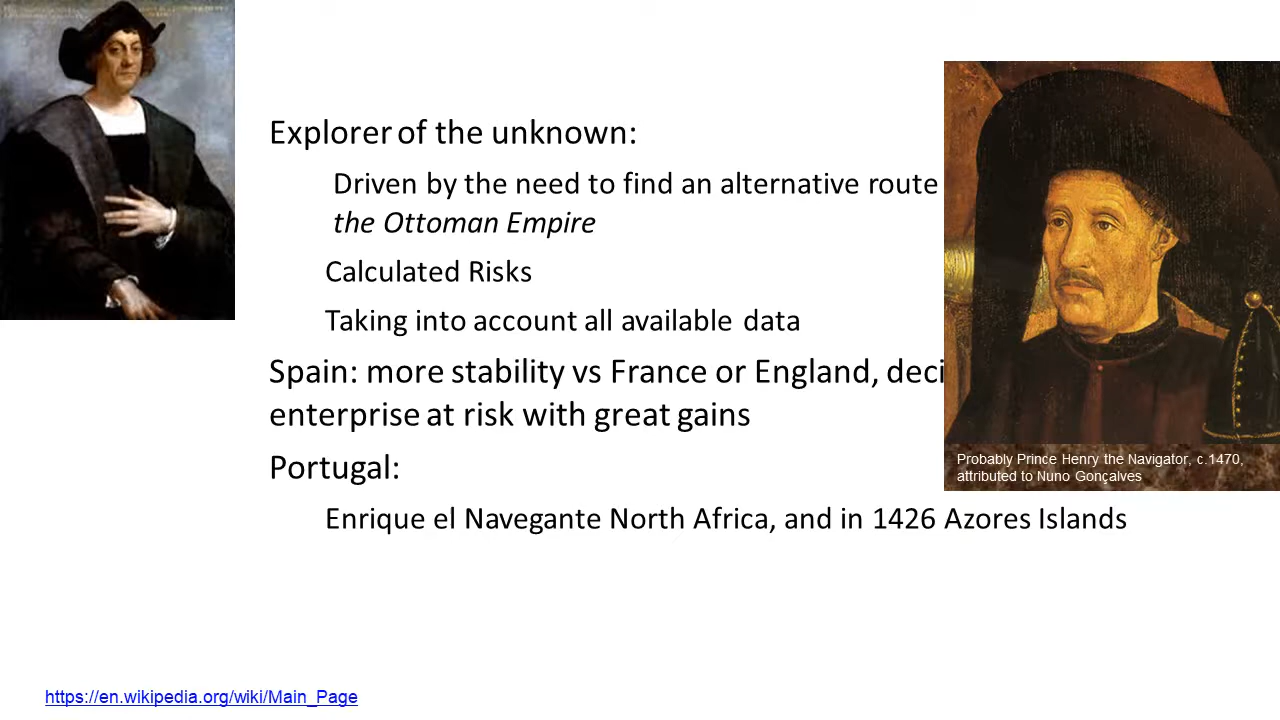 Explorer of the unknown:
Driven by the need to find an alternative route
the Ottoman Empire
Calculated Risks
Taking into account all available data
Spain: more stability vs France or England,
enterprise at risk with great gains
Portugal:
Probably Prince Henry the Navigator, c.1470,
attributed to Nuno Gonçalves
Enrique el Navegante North Africa, and in 1426 Azores Islands
https://en.wikipedia.org/wiki/Main_Page